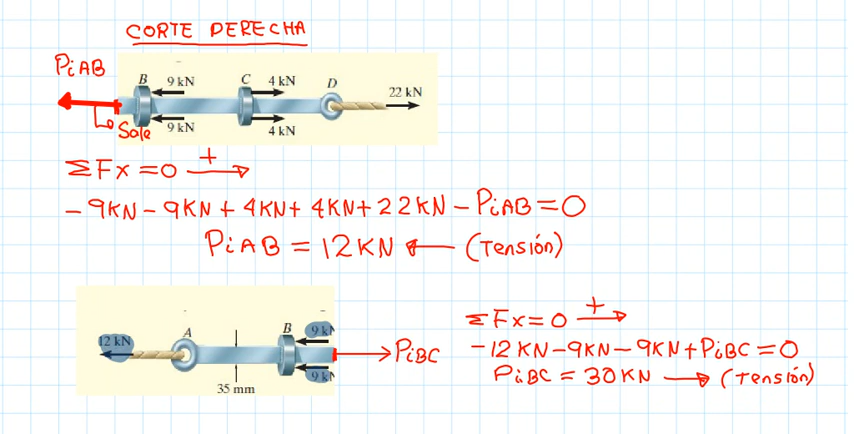 CORTE DERECHA
PiAB
B 9 kN C 4 kN D 22 kN
Sale 9 kN 4 kN
ΣFx = 0 +→
- 9KN - 9KN + 4KN + 4KN + 22KN - PiAB = 0
PiAB = 12KN ← (Tensión)
12 kN A B 9 kN PiBC
9 kN
35 mm
ΣFx = 0 +→
-12 KN - 9KN - 9KN + PiBC = 0
PiBC = 30KN → (Tensión)